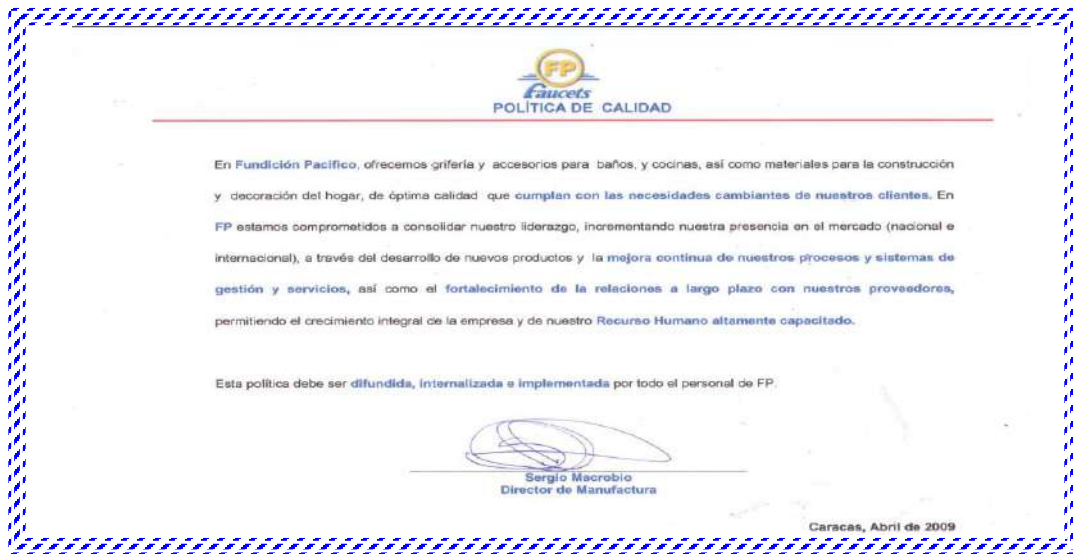 FP
Faucets
POLÍTICA DE CALIDAD
En Fundición Pacifico, ofrecemos grifería y accesorios para baños, y cocinas, así como materiales para la construcción
y decoración del hogar, de óptima calidad que cumplan con las necesidades cambiantes de nuestros clientes. En
FP estamos comprometidos a consolidar nuestro liderazgo, incrementando nuestra presencia en el mercado (nacional e
internacional), a través del desarrollo de nuevos productos y la mejora continua de nuestros procesos y sistemas de
gestión y servicios, así como el fortalecimiento de la relaciones a largo plazo con nuestros proveedores,
permitiendo el crecimiento integral de la empresa y de nuestro Recurso Humano altamente capacitado.
Esta política debe ser difundida, internalizada e implementada por todo el personal de FP.
Sergio Macrobio
Director de Manufactura
Caracas, Abril de 2009